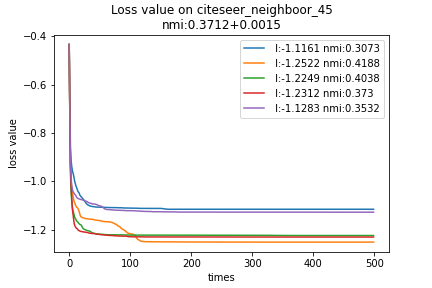 Loss value on citeseer_neighboor_45
nmi:0.3712+0.0015
l:-1.1161 nmi:0.3073
l:-1.2522 nmi:0.4188
l:-1.2249 nmi:0.4038
l:-1.2312 nmi:0.373
l:-1.1283 nmi:0.3532
loss value
−0.4
−0.6
−0.8
−1.0
−1.2
0
100
200
300
400
500
times